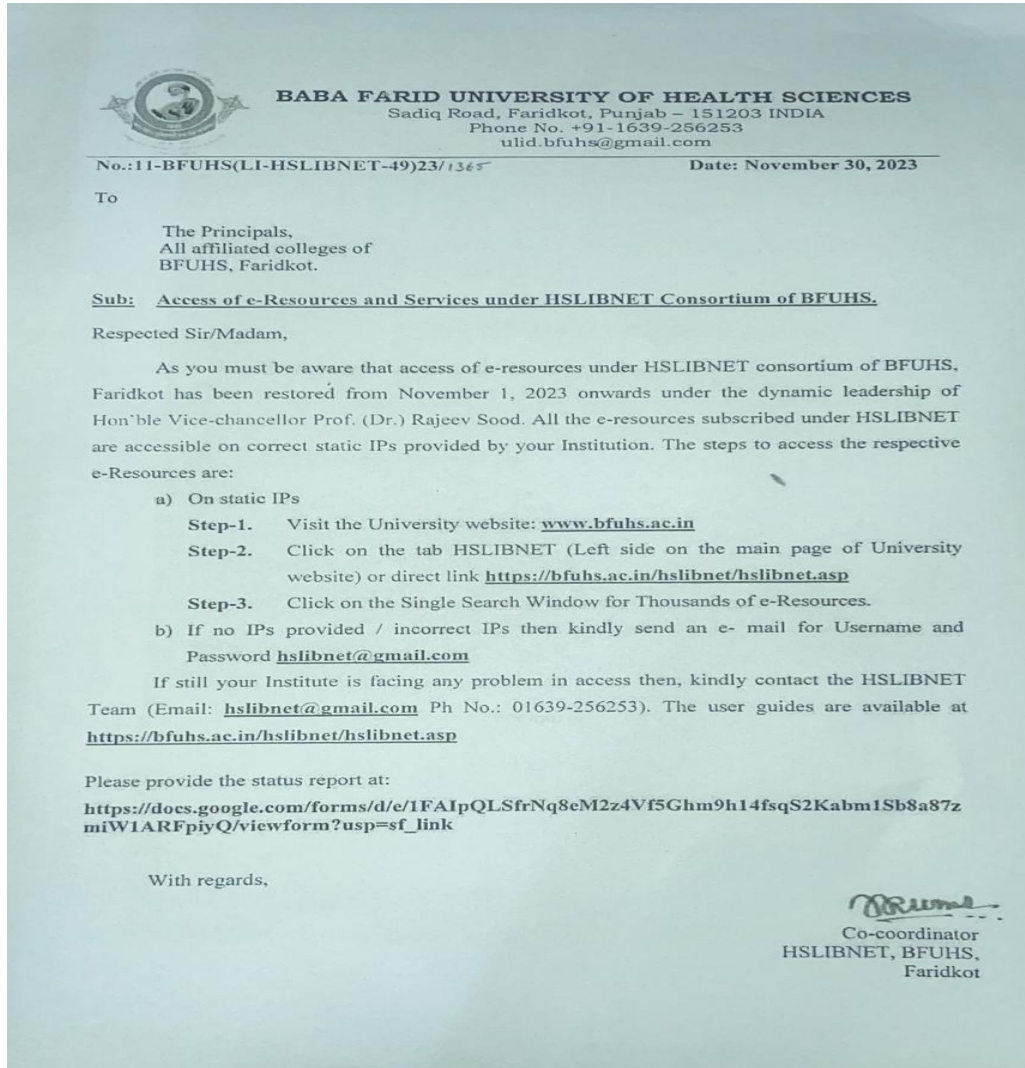 BABA FARID UNIVERSITY OF HEALTH SCIENCES
Sadiq Road, Faridkot, Punjab – 151203 INDIA
Phone No. +91-1639-256253
ulid.bfuhs@gmail.com
No.:11-BFUHS(LI-HSLIBNET-49)23/1365 Date: November 30, 2023
To
The Principals,
All affiliated colleges of
BFUHS, Faridkot.
Sub: Access of e-Resources and Services under HSLIBNET Consortium of BFUHS.
Respected Sir/Madam,
As you must be aware that access of e-resources under HSLIBNET consortium of BFUHS,
Faridkot has been restored from November 1, 2023 onwards under the dynamic leadership of
Hon`ble Vice-chancellor Prof. (Dr.) Rajeev Sood. All the e-resources subscribed under HSLIBNET
are accessible on correct static IPs provided by your Institution. The steps to access the respective
e-Resources are:
a) On static IPs
Step-1. Visit the University website: www.bfuhs.ac.in
Step-2. Click on the tab HSLIBNET (Left side on the main page of University
website) or direct link https://bfuhs.ac.in/hslibnet/hslibnet.asp
Step-3. Click on the Single Search Window for Thousands of e-Resources.
b) If no IPs provided / incorrect IPs then kindly send an e- mail for Username and
Password hslibnet@gmail.com
If still your Institute is facing any problem in access then, kindly contact the HSLIBNET
Team (Email: hslibnet@gmail.com Ph No.: 01639-256253). The user guides are available at
https://bfuhs.ac.in/hslibnet/hslibnet.asp
Please provide the status report at:
https://docs.google.com/forms/d/e/1FAIpQLSfrNq8eM2z4Vf5Ghm9h14fsqS2Kabm1Sb8a87z
miW1ARFpiyQ/viewform?usp=sf_link
With regards,
Co-coordinator
HSLIBNET, BFUHS,
Faridkot